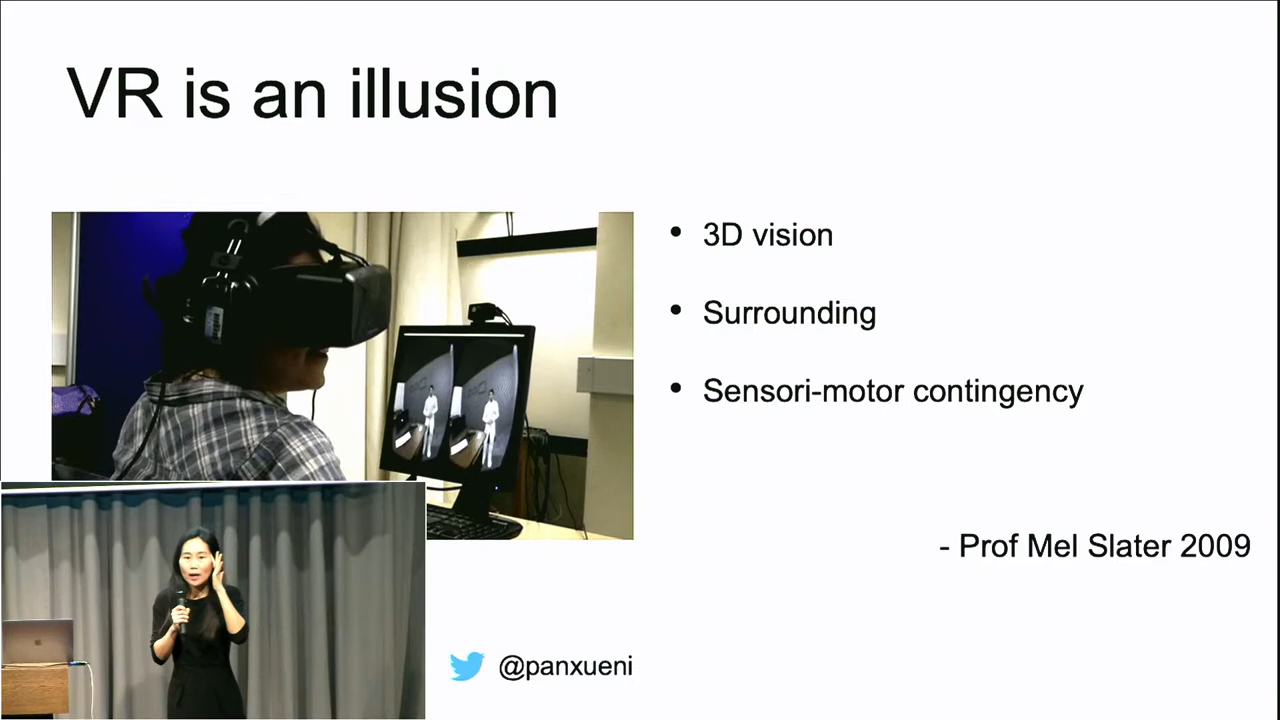 VR is an illusion
• 3D vision
• Surrounding
• Sensori-motor contingency
- Prof Mel Slater 2009
@panxueni